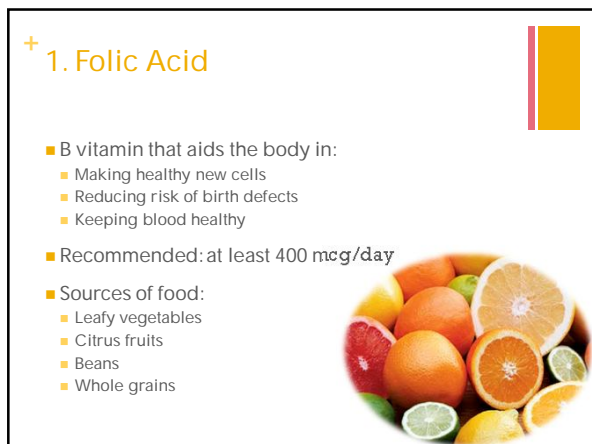 +
1. Folic Acid
B vitamin that aids the body in:
Making healthy new cells
Reducing risk of birth defects
Keeping blood healthy
Recommended: at least 400 mcg/day
Sources of food:
Leafy vegetables
Citrus fruits
Beans
Whole grains